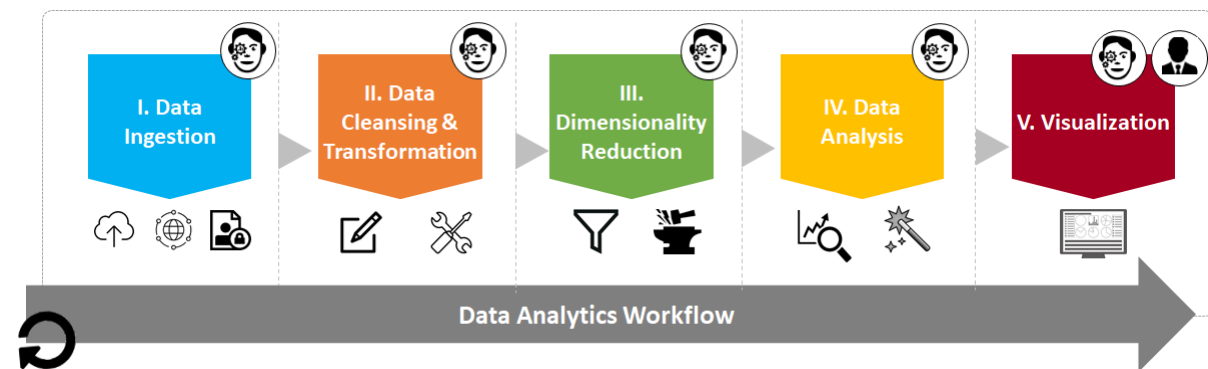 I. Data
Ingestion
II. Data
Cleansing &
Transformation
III.
Dimensionality
Reduction
IV. Data
Analysis
V. Visualization
Data Analytics Workflow